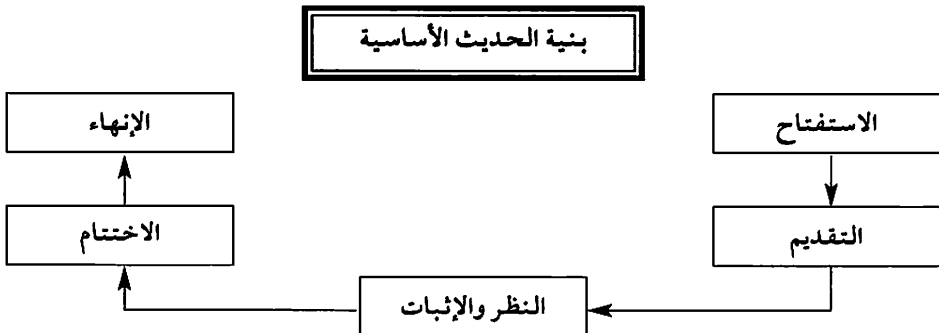 بنية الحديث الأساسية
الاستفتاح
الإنهاء
التقديم
الاختتام
النظر والإثبات